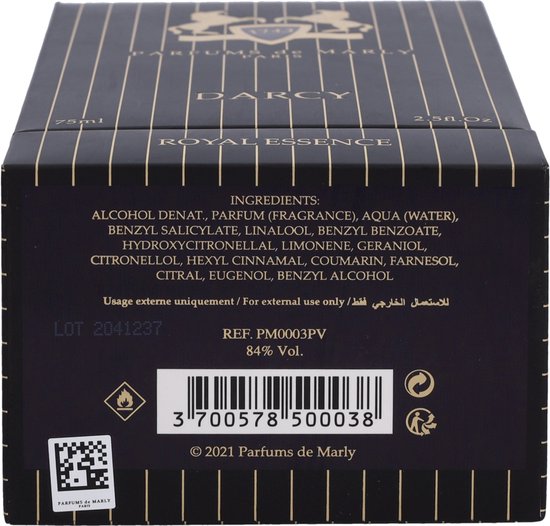 1743
PARFUMS de MARLY
PARIS
DARCY
75ml 2.5fl.Oz
ROYAL ESSENCE
INGREDIENTS:
ALCOHOL DENAT., PARFUM (FRAGRANCE), AQUA (WATER),
BENZYL SALICYLATE, LINALOOL, BENZYL BENZOATE,
HYDROXYCITRONELLAL, LIMONENE, GERANIOL,
CITRONELLOL, HEXYL CINNAMAL, COUMARIN, FARNESOL,
CITRAL, EUGENOL, BENZYL ALCOHOL
Usage externe uniquement / For external use only / للاستعمال الخارجي فقط
LOT 2041237
REF. PM0003PV
84% Vol.
3 700578 500038
© 2021 Parfums de Marly
PARFUMS de MARLY
PARIS